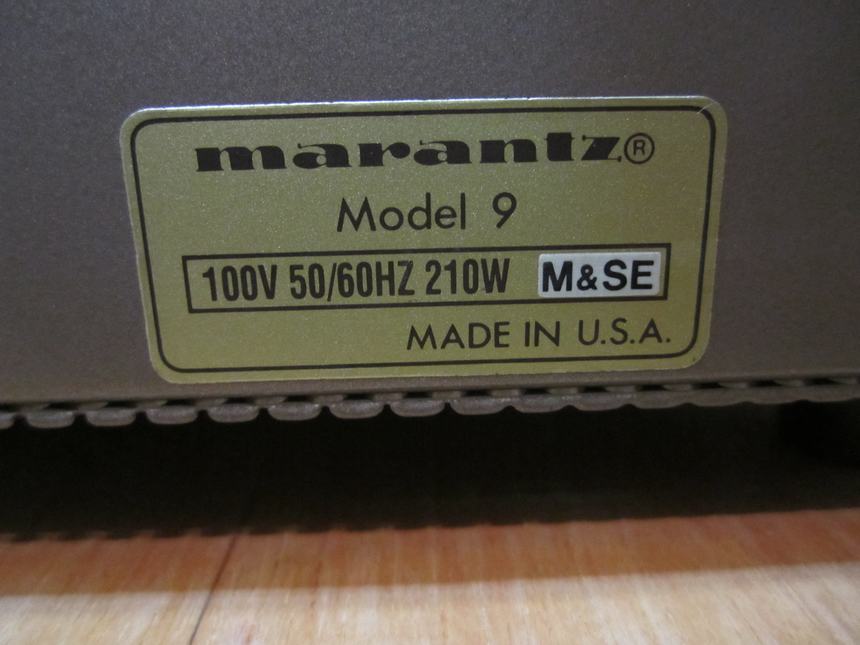 marantz®
Model 9
100V 50/60HZ 210W M&SE
MADE IN U.S.A.